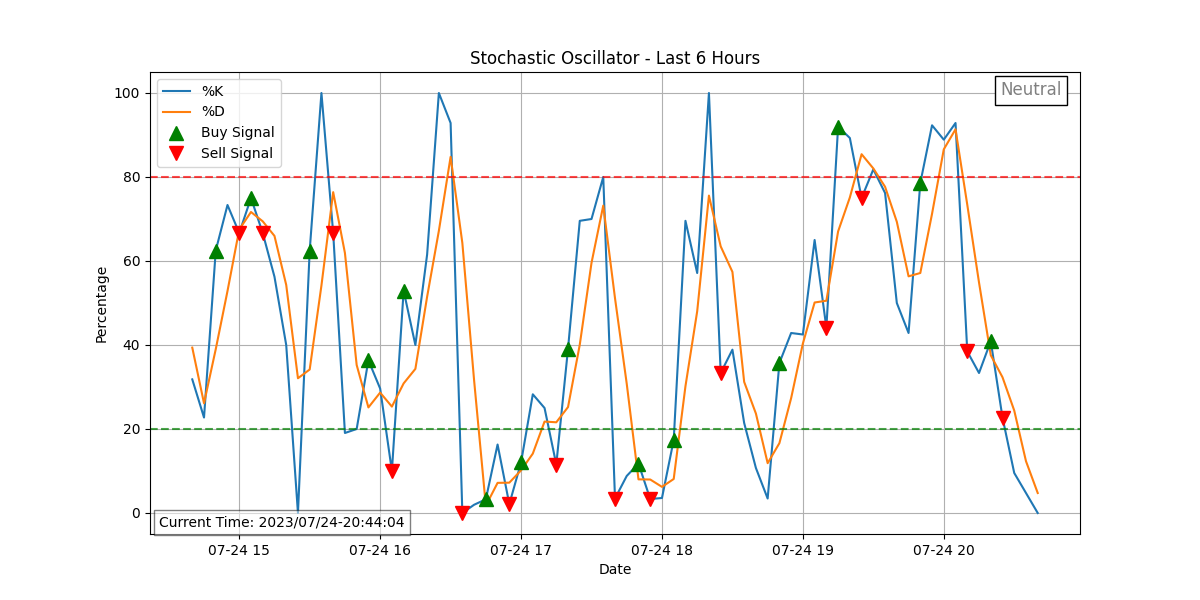 Stochastic Oscillator - Last 6 Hours
%K
%D
Buy Signal
Sell Signal
Neutral
100
80
60
40
20
0
Percentage
Current Time: 2023/07/24-20:44:04
07-24 15
07-24 16
07-24 17
07-24 18
07-24 19
07-24 20
Date